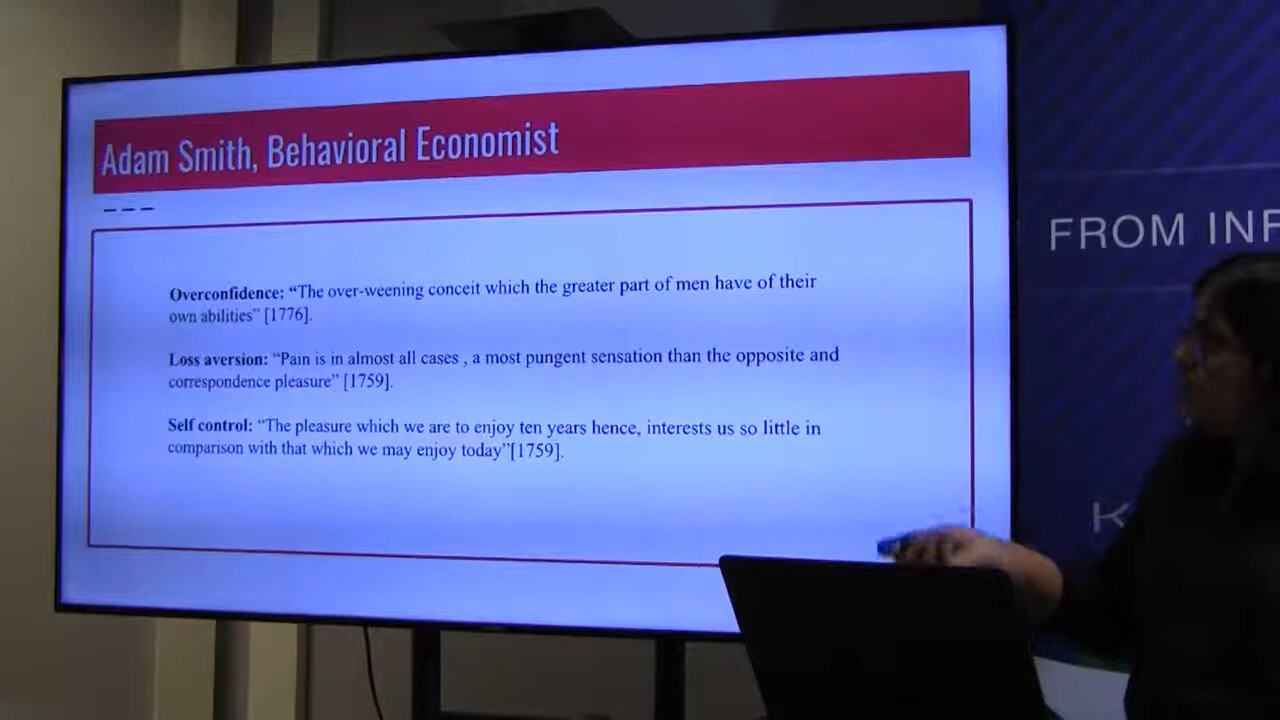 Adam Smith, Behavioral Economist
Overconfidence: “The over-weening conceit which the greater part of men have of their
own abilities” [1776].
Loss aversion: “Pain is in almost all cases , a most pungent sensation than the opposite and
correspondence pleasure” [1759].
Self control: “The pleasure which we are to enjoy ten years hence, interests us so little in
comparison with that which we may enjoy today”[1759].
FROM